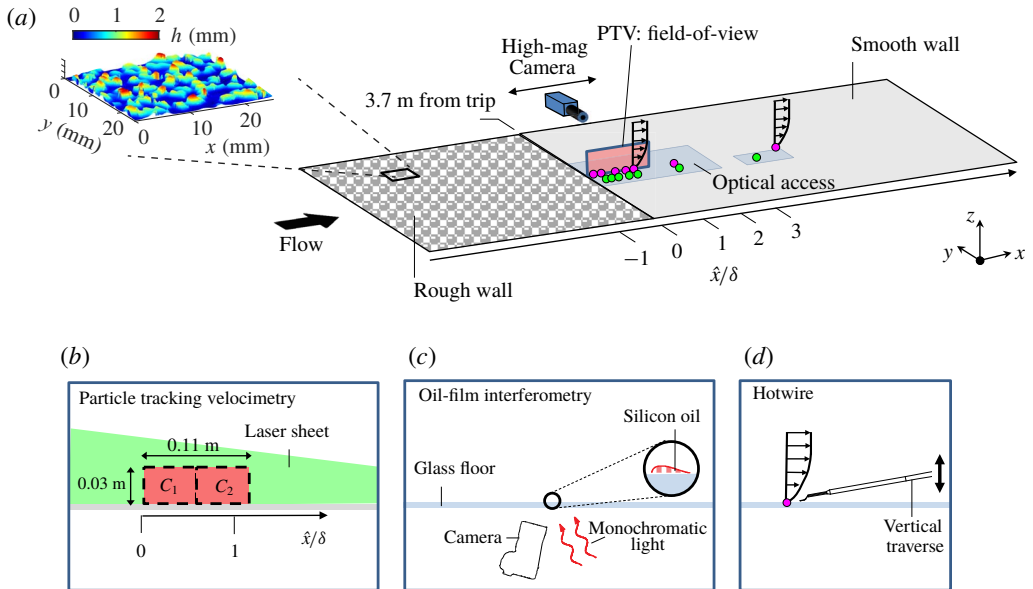 (a)
0 1 2
h (mm)
0
10
20
y (mm)
0
10
20
x (mm)
3.7 m from trip
High-mag
Camera
PTV: field-of-view
Smooth wall
Optical access
Flow
Rough wall
−1
0
1
2
3
x̂/δ
z
y
x
(b)
Particle tracking velocimetry
Laser sheet
0.11 m
0.03 m
C1
C2
0
1
x̂/δ
(c)
Oil-film interferometry
Silicon oil
Glass floor
Camera
Monochromatic
light
(d)
Hotwire
Vertical
traverse